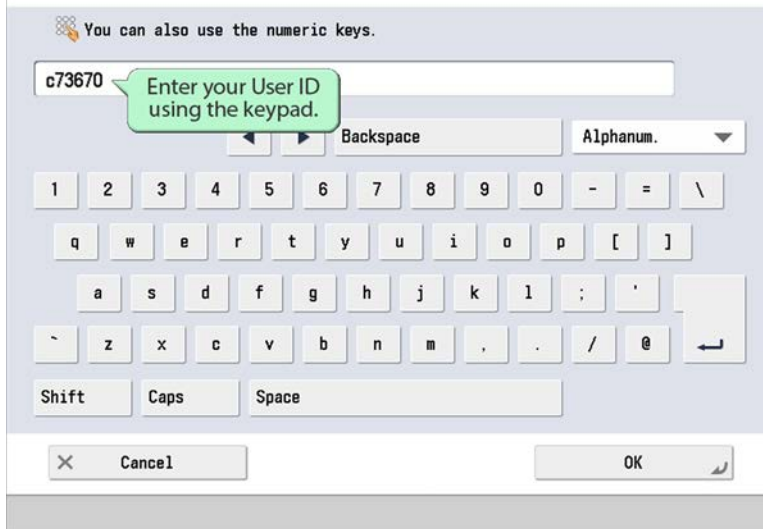 You can also use the numeric keys.
c73670
Enter your User ID
using the keypad.
Backspace Alphanum.
1 2 3 4 5 6 7 8 9 0 - = \
q w e r t y u i o p [ ]
a s d f g h j k l ; '
` z x c v b n m , . / @
Shift Caps Space
Cancel OK